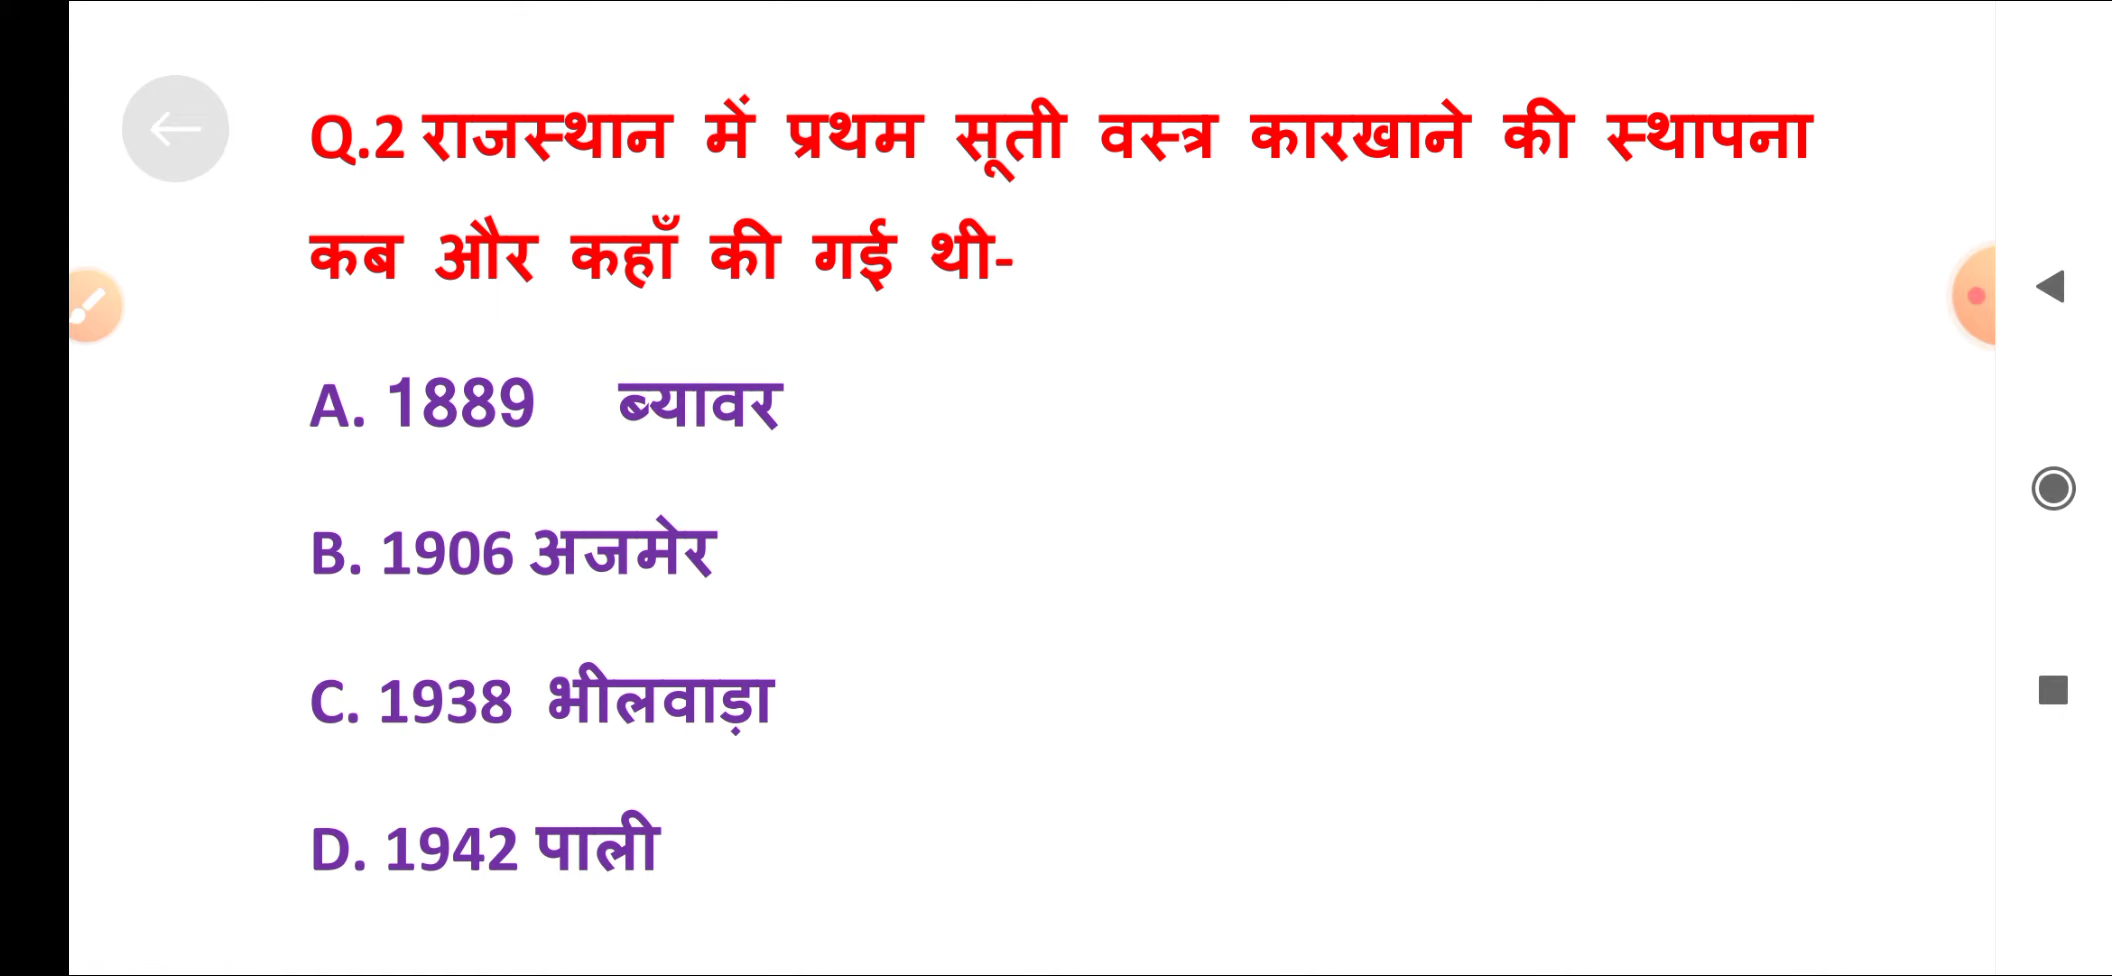 Q.2 राजस्थान में प्रथम सूती वस्त्र कारखाने की स्थापना
कब और कहाँ की गई थी-
A. 1889 ब्यावर
B. 1906 अजमेर
C. 1938 भीलवाड़ा
D. 1942 पाली